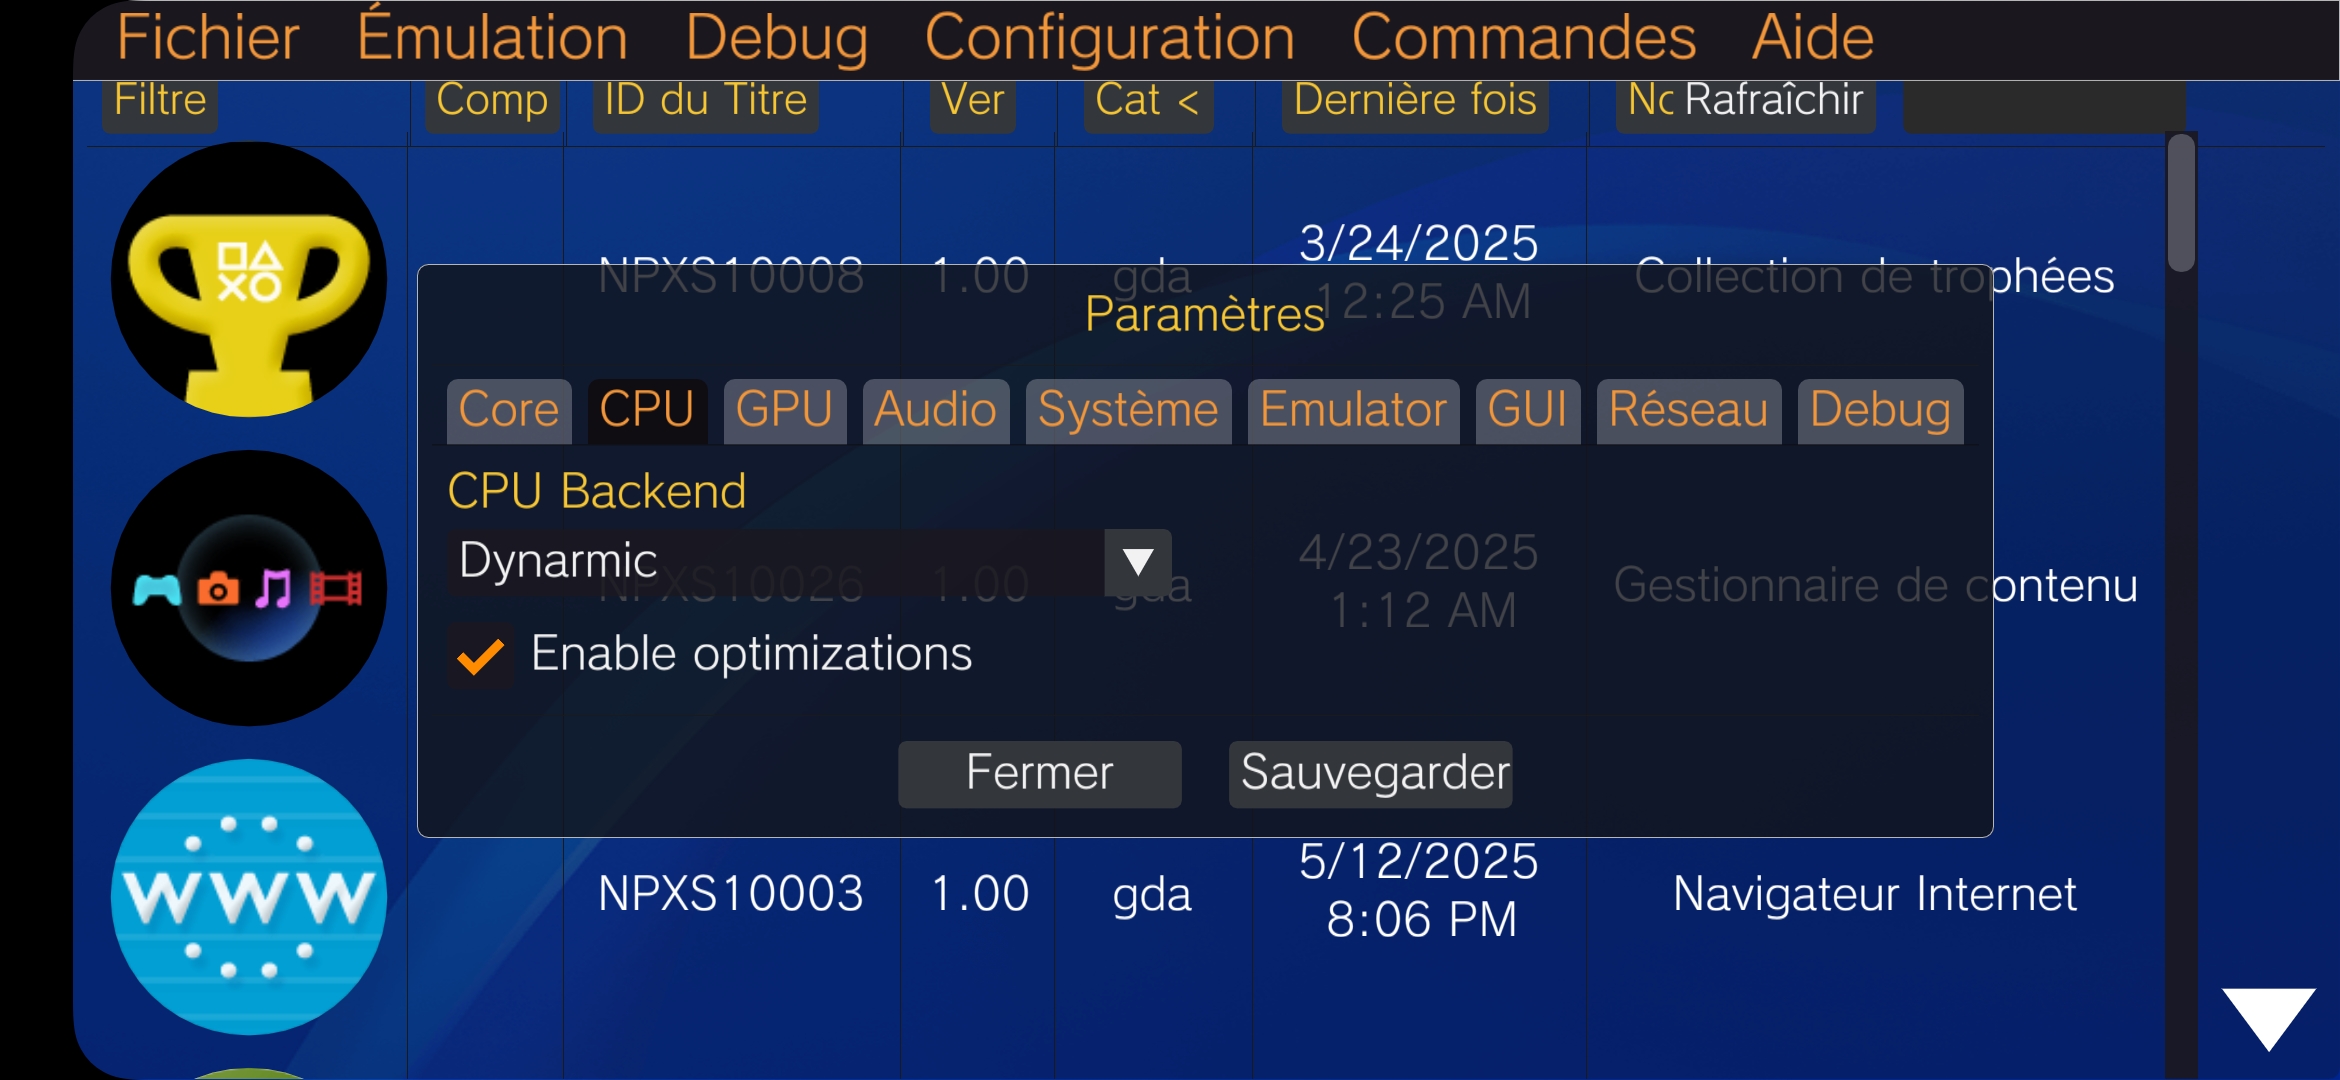 Fichier Émulation Debug Configuration Commandes Aide
Filtre Comp ID du Titre Ver Cat < Dernière fois Nc Rafraîchir
NPXS10008 1.00 gda 3/24/2025 12:25 AM Collection de trophées
Paramètres
Core CPU GPU Audio Système Emulator GUI Réseau Debug
CPU Backend
Dynarmic
NPXS10026 1.00 gda 4/23/2025 1:12 AM Gestionnaire de contenu
Enable optimizations
Fermer Sauvegarder
WWW
NPXS10003 1.00 gda 5/12/2025 8:06 PM Navigateur Internet